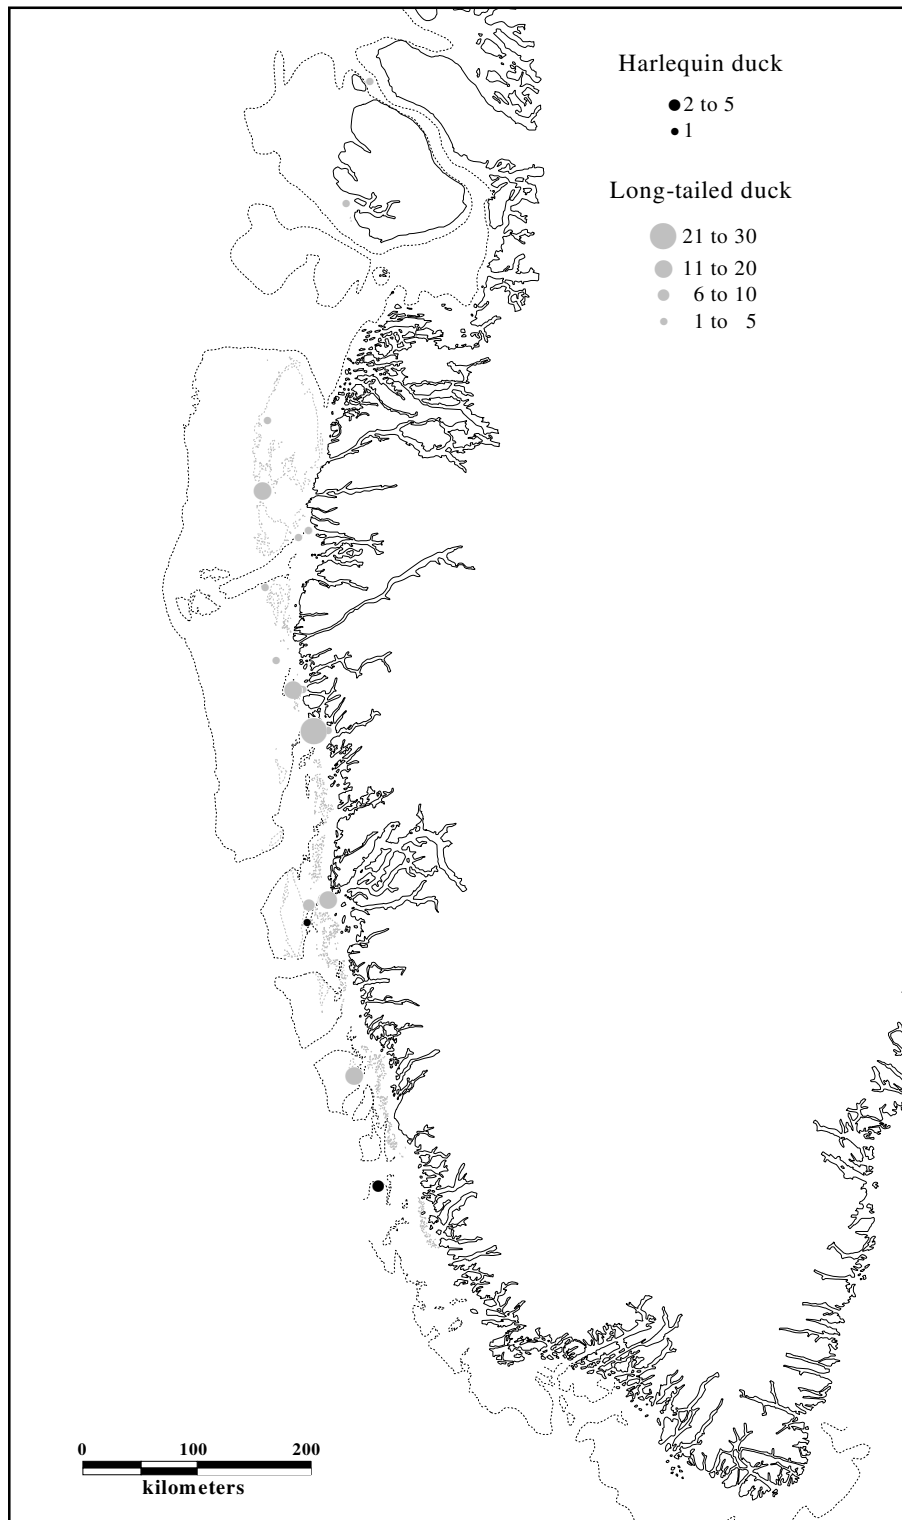 Harlequin duck
2 to 5
1
Long-tailed duck
21 to 30
11 to 20
6 to 10
1 to 5
0 100 200
kilometers